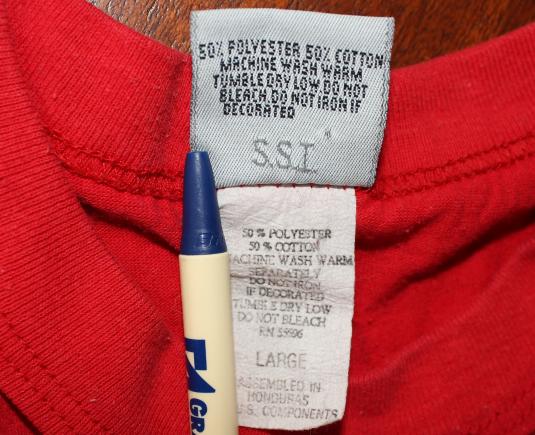 50% POLYESTER 50% COTTON
MACHINE WASH WARM
TUMBLE DRY LOW. DO NOT
BLEACH. DO NOT IRON IF
DECORATED
S.S.I.
50 % POLYESTER
50 % COTTON
MACHINE WASH WARM
SEPARATELY
DO NOT IRON
IF DECORATED
TUMBLE DRY LOW
DO NOT BLEACH
LARGE
ASSEMBLED IN
HONDURAS
U.S. COMPONENTS
GR